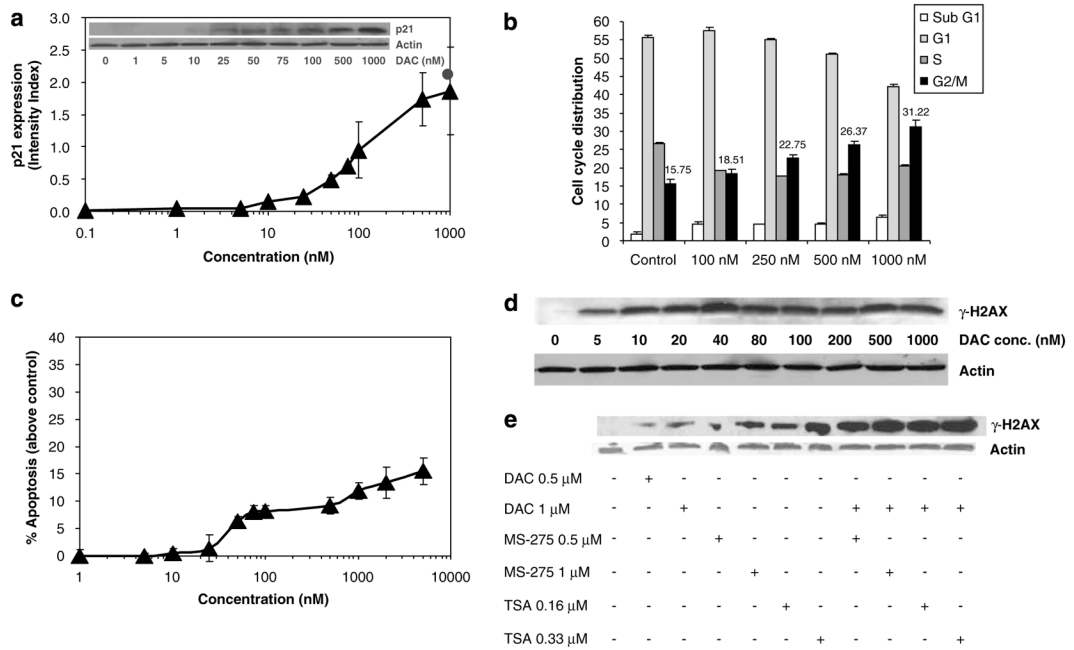 a
3.0
2.5
2.0
1.5
1.0
0.5
0.0
p21 expression
(Intensity Index)
p21
Actin
0 1 5 10 25 50 75 100 500 1000 DAC (nM)
0.1 1 10 100 1000
Concentration (nM)
b
60
55
50
45
40
35
30
25
20
15
10
5
0
Cell cycle distribution
Sub G1
G1
S
G2/M
15.75
18.51
22.75
26.37
31.22
Control 100 nM 250 nM 500 nM 1000 nM
c
40
35
30
25
20
15
10
5
0
% Apoptosis (above control)
1 10 100 1000 10000
Concentration (nM)
d
γ-H2AX
0 5 10 20 40 80 100 200 500 1000 DAC conc. (nM)
Actin
e
γ-H2AX
Actin
DAC 0.5 μM - + - - - - - - - - -
DAC 1 μM - - + - - - - + + + +
MS-275 0.5 μM - - - + - - - + - - -
MS-275 1 μM - - - - + - - - + - -
TSA 0.16 μM - - - - - + - - - + -
TSA 0.33 μM - - - - - - + - - - +